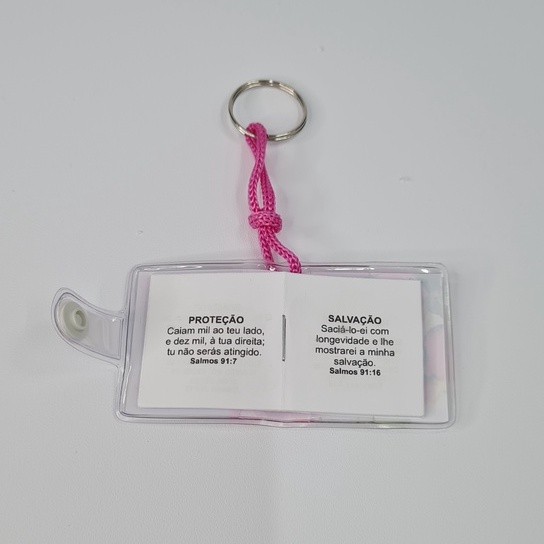 PROTEÇÃO
Caiam mil ao teu lado,
e dez mil, à tua direita;
tu não serás atingido.
Salmos 91:7
SALVAÇÃO
Saciá-lo-ei com
longevidade e lhe
mostrarei a minha
salvação.
Salmos 91:16